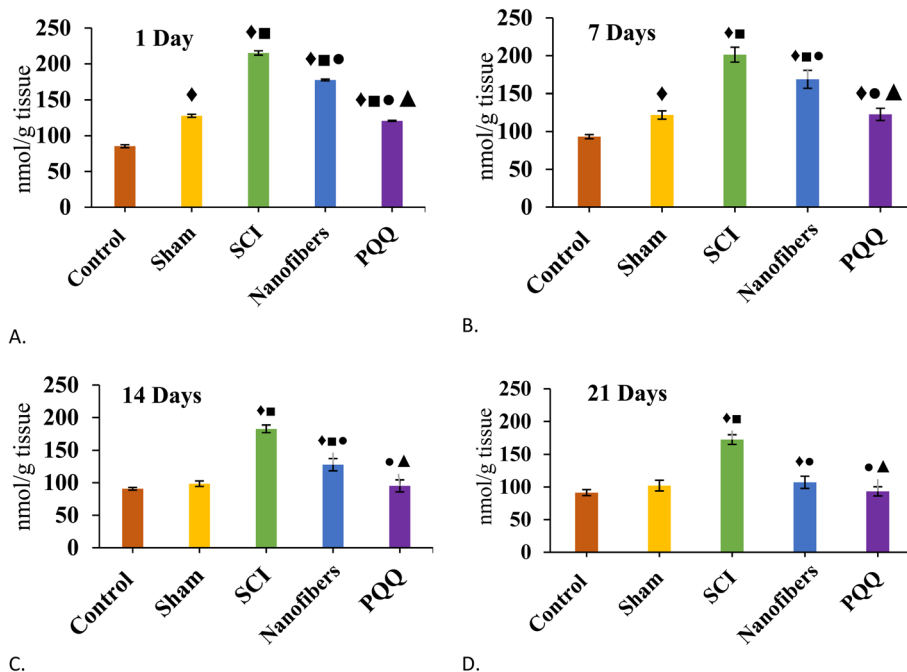 1 Day
nmol/g tissue
250
200
150
100
50
0
Control
Sham
SCI
Nanofibers
PQQ
A.
7 Days
nmol/g tissue
250
200
150
100
50
0
Control
Sham
SCI
Nanofibers
PQQ
B.
14 Days
nmol/g tissue
250
200
150
100
50
0
Control
Sham
SCI
Nanofibers
PQQ
C.
21 Days
nmol/g tissue
250
200
150
100
50
0
Control
Sham
SCI
Nanofibers
PQQ
D.